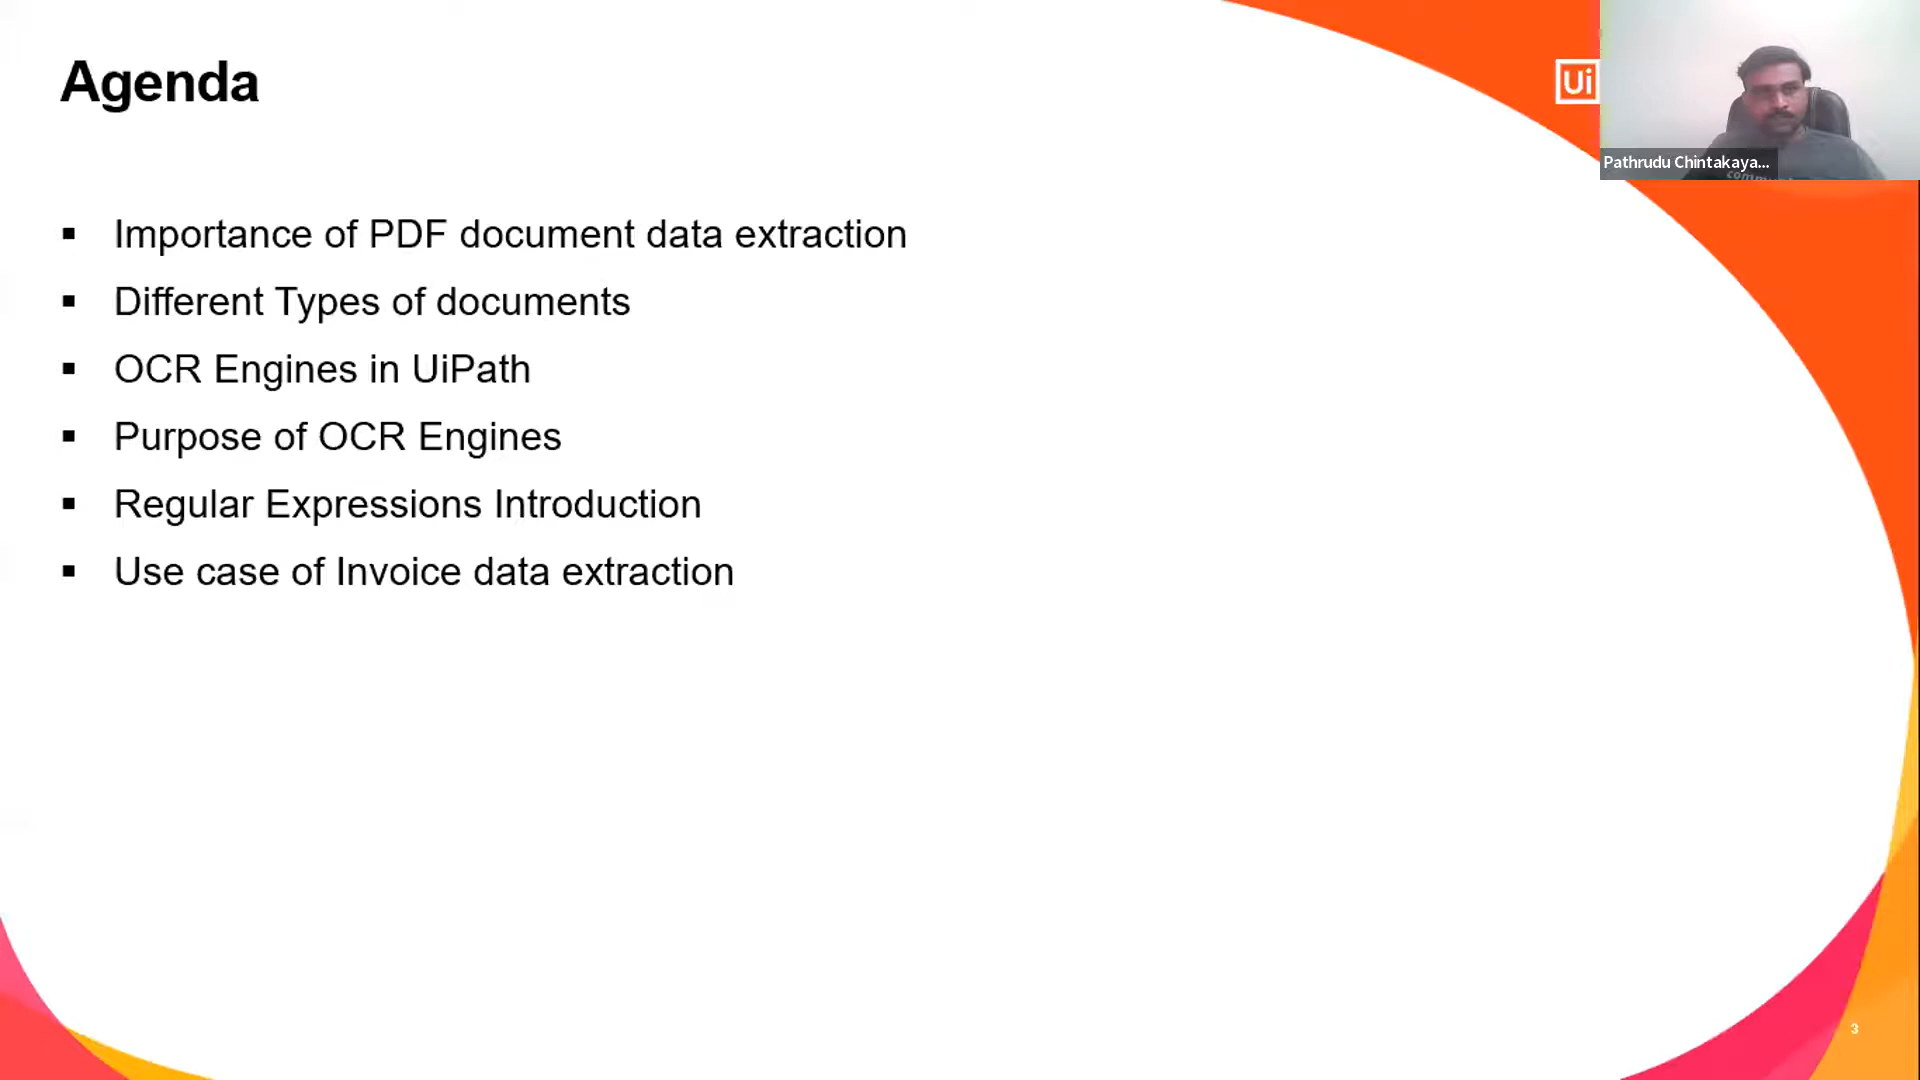 Agenda
Ui
Pathrudu Chintakaya...
▪ Importance of PDF document data extraction
▪ Different Types of documents
▪ OCR Engines in UiPath
▪ Purpose of OCR Engines
▪ Regular Expressions Introduction
▪ Use case of Invoice data extraction
3